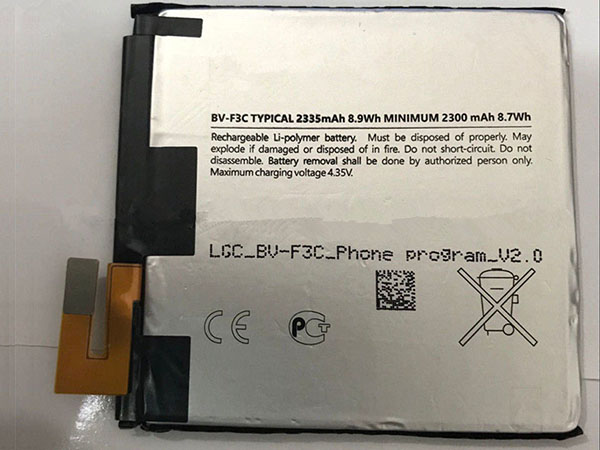 BV-F3C TYPICAL 2335mAh 8.9Wh MINIMUM 2300 mAh 8.7Wh
Rechargeable Li-polymer battery. Must be disposed of properly. May
explode if damaged or disposed of in fire. Do not short-circuit. Do not
disassemble. Battery removal shall be done by authorized person only.
Maximum charging voltage 4.35V.
LGC_BV-F3C_Phone program_V2.0
CE PCT